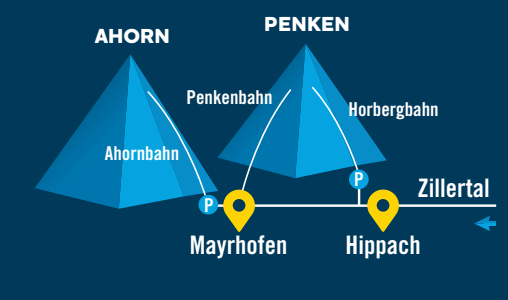 AHORN
PENKEN
Penkenbahn
Horbergbahn
Ahornbahn
P
Zillertal
P
Mayrhofen
Hippach